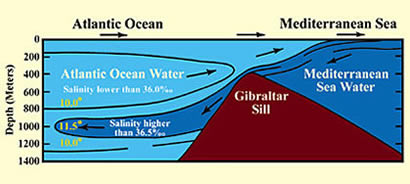 Atlantic Ocean
Mediterranean Sea
Depth (Meters)
0
200
400
600
800
1000
1200
1400
Atlantic Ocean Water
Salinity lower than 36.0‰
10.0°
11.5°
Salinity higher
than 36.5‰
10.0°
Gibraltar
Sill
Mediterranean
Sea Water